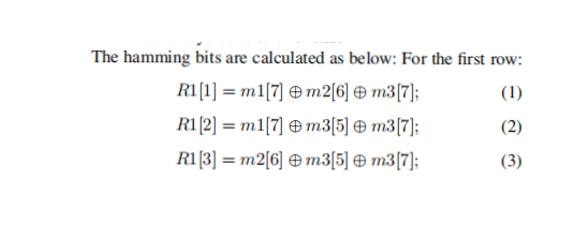 The hamming bits are calculated as below: For the first row:
R1[1] = m1[7] ⊕ m2[6] ⊕ m3[7]; (1)
R1[2] = m1[7] ⊕ m3[5] ⊕ m3[7]; (2)
R1[3] = m2[6] ⊕ m3[5] ⊕ m3[7]; (3)